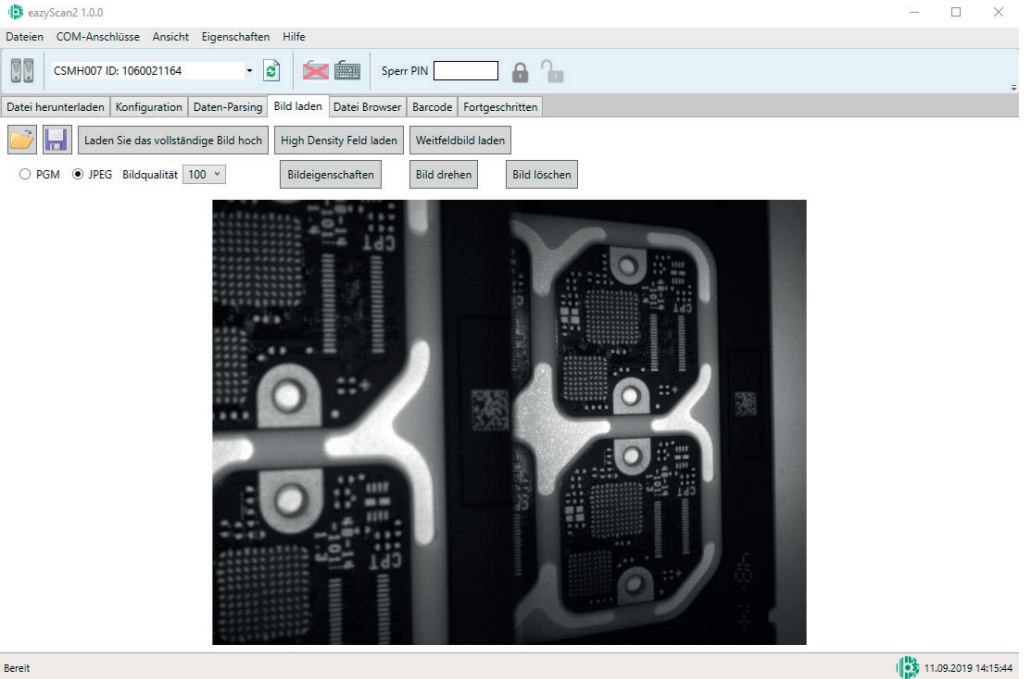 eazyScan2 1.0.0
Dateien COM-Anschlüsse Ansicht Eigenschaften Hilfe
CSMH007 ID: 1060021164 Sperr PIN
Datei herunterladen Konfiguration Daten-Parsing Bild laden Datei Browser Barcode Fortgeschritten
Laden Sie das vollständige Bild hoch High Density Feld laden Weitfeldbild laden
PGM JPEG Bildqualität 100 Bildeigenschaften Bild drehen Bild löschen
CPT
CPT
CPT
CPT
Bereit 11.09.2019 14:15:44